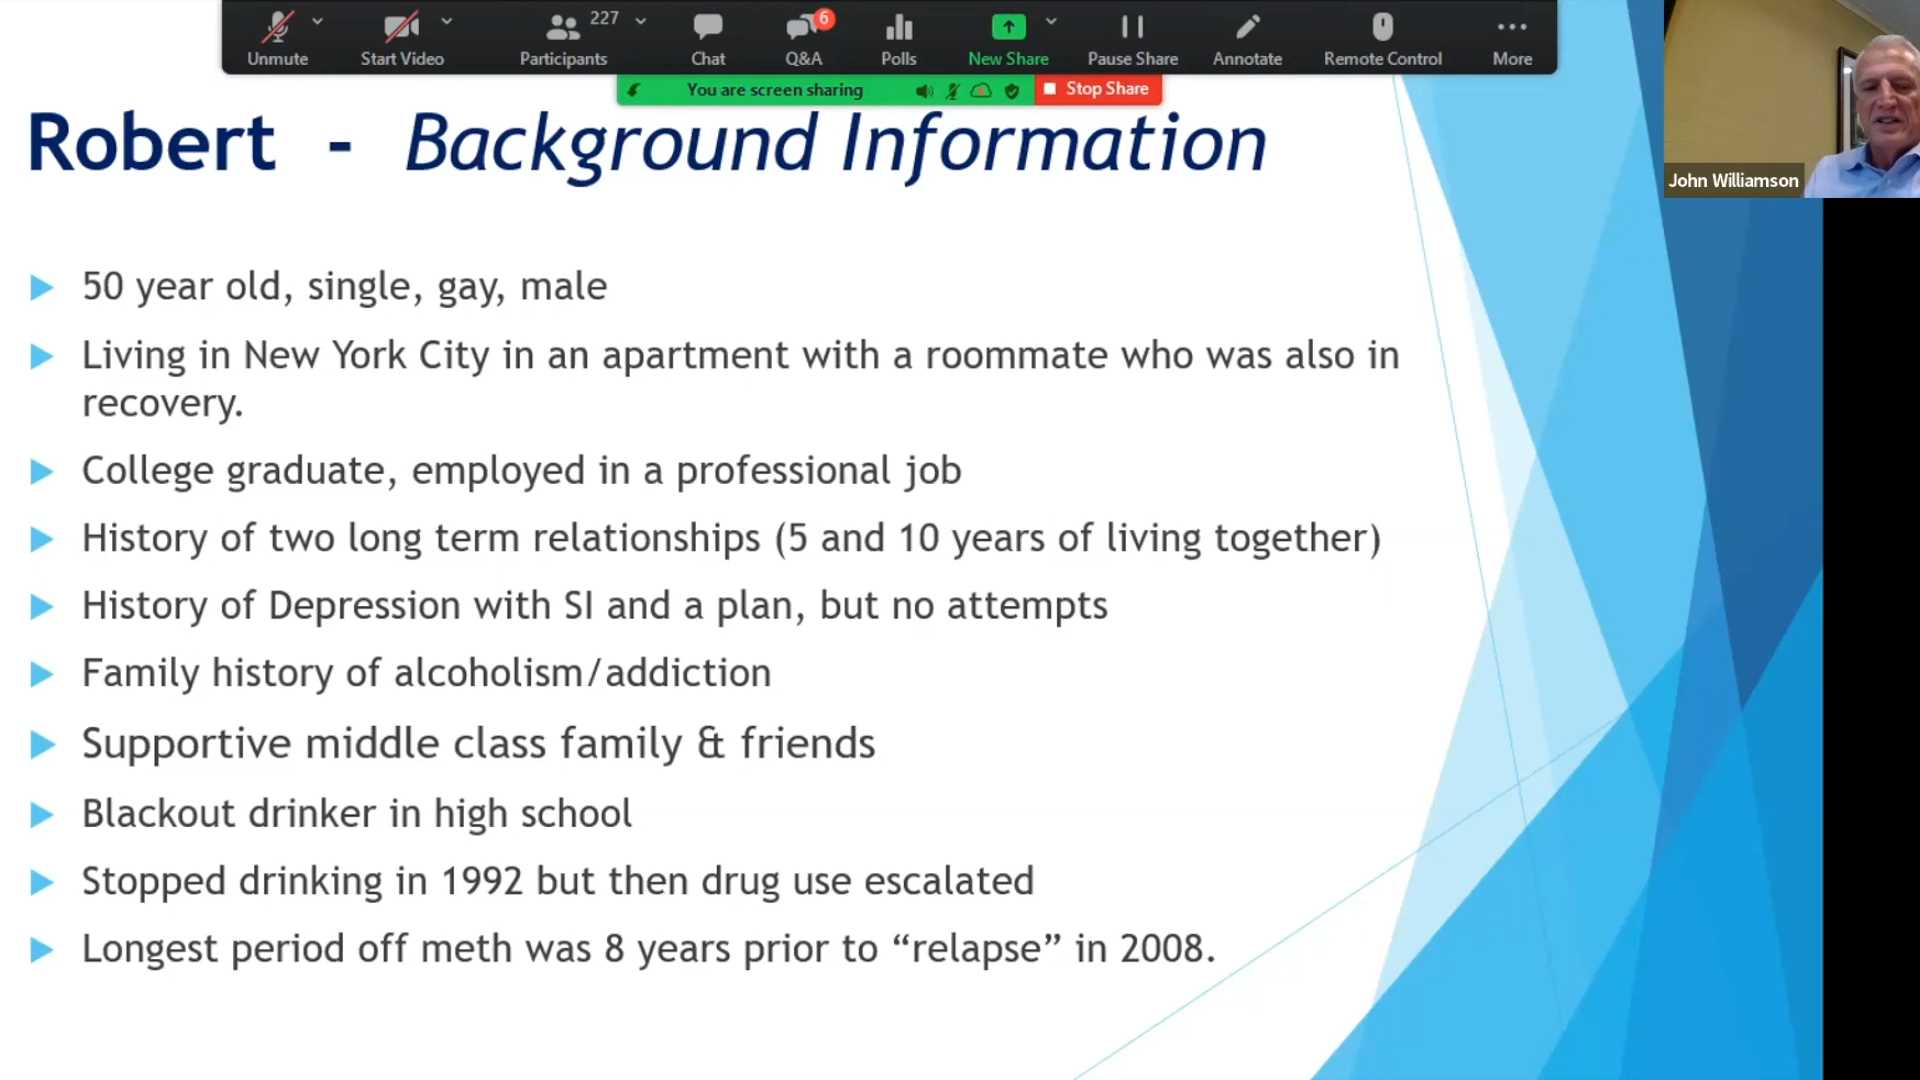 227
6
Unmute
Start Video
Participants
Chat
Q&A
Polls
New Share
Pause Share
Annotate
Remote Control
More
You are screen sharing
Stop Share
John Williamson
Robert - Background Information
50 year old, single, gay, male
Living in New York City in an apartment with a roommate who was also in
recovery.
College graduate, employed in a professional job
History of two long term relationships (5 and 10 years of living together)
History of Depression with SI and a plan, but no attempts
Family history of alcoholism/addiction
Supportive middle class family & friends
Blackout drinker in high school
Stopped drinking in 1992 but then drug use escalated
Longest period off meth was 8 years prior to “relapse” in 2008.